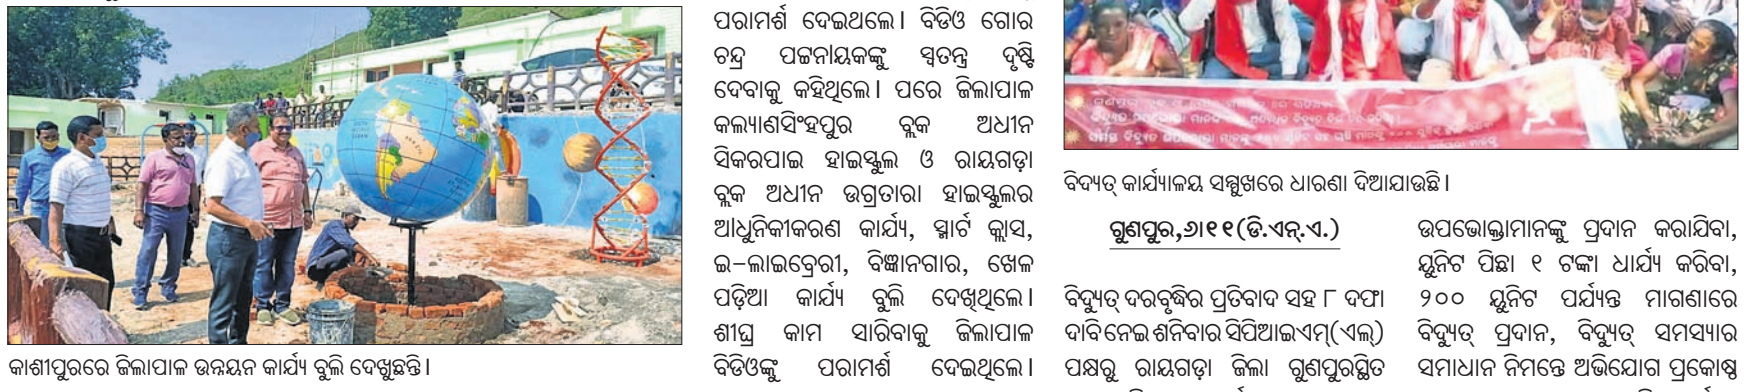 କାଶୀପୁରରେ ଜିଲାପାଳ ଉନ୍ନୟନ କାର୍ଯ୍ୟ ବୁଲି ଦେଖୁଛନ୍ତି।
ପରାମର୍ଶ ଦେଇଥଲେ। ବିଡିଓ ଗୋର
ଚନ୍ଦ୍ର ପଟ୍ଟନାୟକଙ୍କୁ ସ୍ୱତନ୍ତ୍ର ଦୃଷ୍ଟି
ଦେବାକୁ କହିଥିଲେ। ପରେ ଜିଲାପାଳ
କଲ୍ୟାଣସିଂହପୁର ବ୍ଲକ ଅଧୀନ
ସିକରପାଇ ହାଇସ୍କୁଲ ଓ ରାୟଗଡ଼ା
ବ୍ଲକ ଅଧୀନ ଉଗ୍ରତାରା ହାଇସ୍କୁଲର
ଆଧୁନିକୀକରଣ କାର୍ଯ୍ୟ, ସ୍ମାର୍ଟ କ୍ଲାସ,
ଇ-ଲାଇବ୍ରେରୀ, ବିଜ୍ଞାନଗାର, ଖେଳ
ପଡ଼ିଆ କାର୍ଯ୍ୟ ବୁଲି ଦେଖିଥିଲେ।
ଶୀଘ୍ର କାମ ସାରିବାକୁ ଜିଲାପାଳ
ବିଡିଓଙ୍କୁ ପରାମର୍ଶ ଦେଇଥିଲେ।
ବିଦ୍ୟୁତ୍ କାର୍ଯ୍ୟାଳୟ ସମ୍ମୁଖରେ ଧାରଣା ଦିଆଯାଉଛି।
ଗୁଣପୁର,୬।୧୧(ଡି.ଏନ୍.ଏ.)
ବିଦ୍ୟୁତ୍ ଦରବୃଦ୍ଧିର ପ୍ରତିବାଦ ସହ ୮ ଦଫା
ଦାବି ନେଇ ଶନିବାର ସିପିଆଇଏମ୍(ଏଲ୍)
ପକ୍ଷରୁ ରାୟଗଡ଼ା ଜିଲା ଗୁଣପୁରସ୍ଥିତ
ଉପଭୋକ୍ତାମାନଙ୍କୁ ପ୍ରଦାନ କରାଯିବା,
ୟୁନିଟ ପିଛା ୧ ଟଙ୍କା ଧାର୍ଯ୍ୟ କରିବା,
୨୦୦ ୟୁନିଟ ପର୍ଯ୍ୟନ୍ତ ମାଗଣାରେ
ବିଦ୍ୟୁତ୍ ପ୍ରଦାନ, ବିଦ୍ୟୁତ୍ ସମସ୍ୟାର
ସମାଧାନ ନିମନ୍ତେ ଅଭିଯୋଗ ପ୍ରକୋଷ୍ଠ